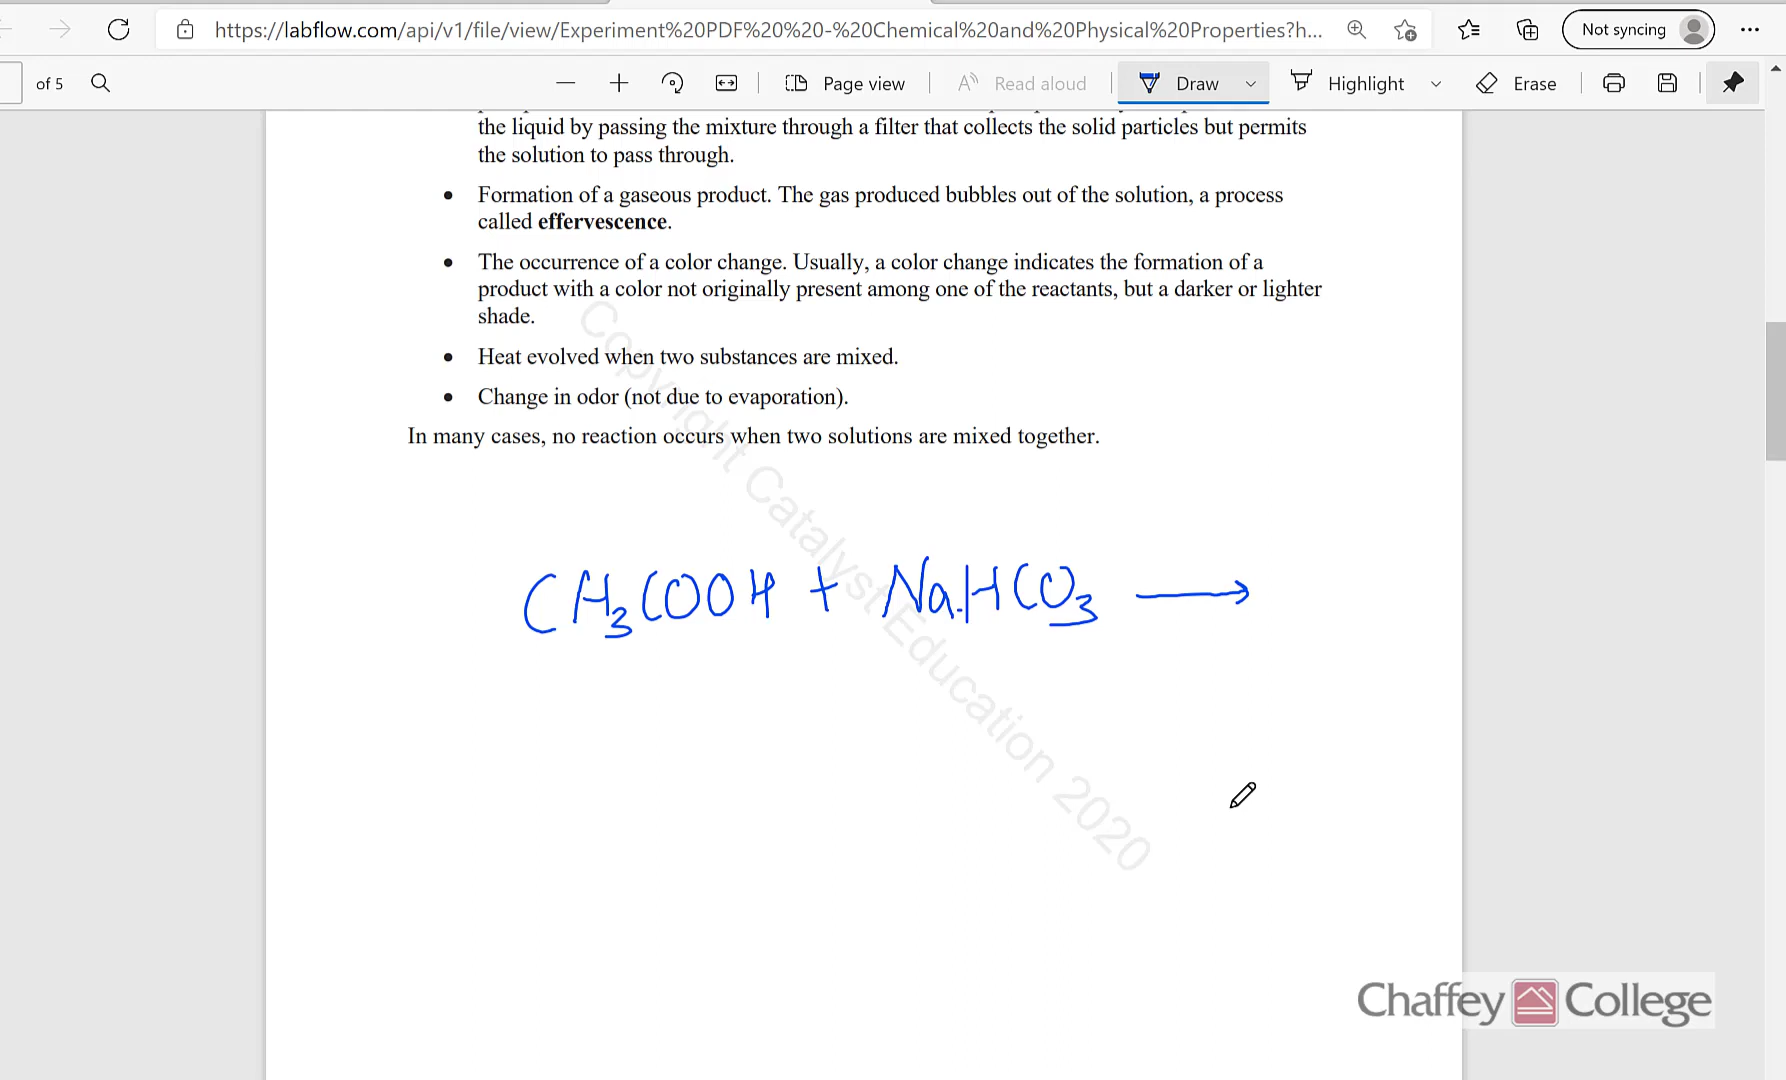 https://labflow.com/api/v1/file/view/Experiment%20PDF%20%20-%20Chemical%20and%20Physical%20Properties?h...
Not syncing
of 5
Page view
Read aloud
Draw
Highlight
Erase
the liquid by passing the mixture through a filter that collects the solid particles but permits
the solution to pass through.
• Formation of a gaseous product. The gas produced bubbles out of the solution, a process
called effervescence.
• The occurrence of a color change. Usually, a color change indicates the formation of a
product with a color not originally present among one of the reactants, but a darker or lighter
shade.
• Heat evolved when two substances are mixed.
• Change in odor (not due to evaporation).
In many cases, no reaction occurs when two solutions are mixed together.
Copyright Catalyst Education 2020
CH₃COOH + NaHCO₃ →
Chaffey College